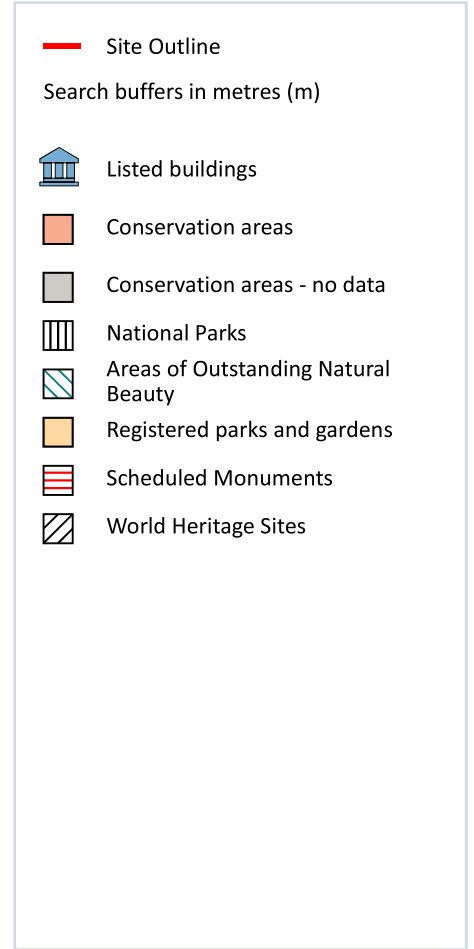 Site Outline
Search buffers in metres (m)
Listed buildings
Conservation areas
Conservation areas - no data
National Parks
Areas of Outstanding Natural
Beauty
Registered parks and gardens
Scheduled Monuments
World Heritage Sites